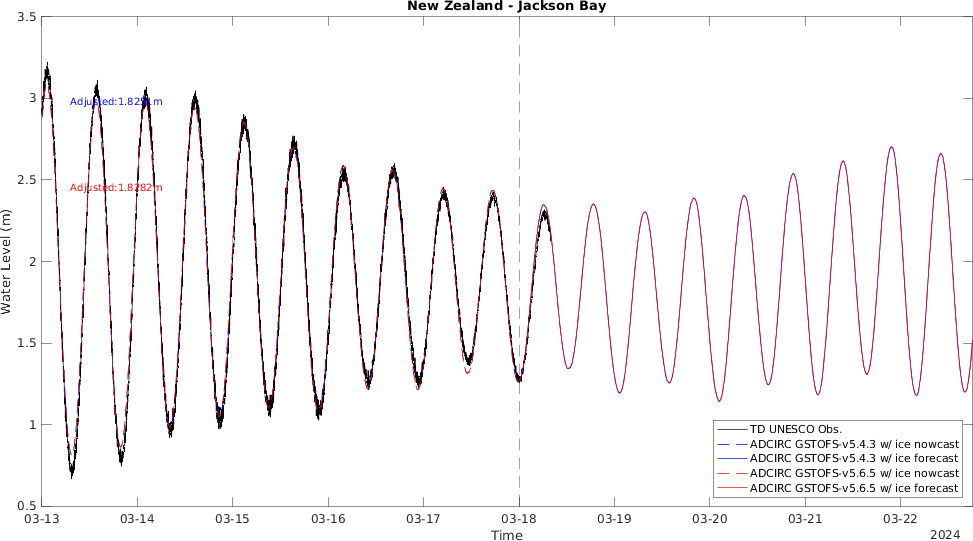 New Zealand - Jackson Bay
3.5
3
2.5
2
1.5
1
0.5
Water Level (m)
Adjusted:1.8282m
TD UNESCO Obs.
ADCIRC GSTOFS-v5.4.3 w/ ice nowcast
ADCIRC GSTOFS-v5.4.3 w/ ice forecast
ADCIRC GSTOFS-v5.6.5 w/ ice nowcast
ADCIRC GSTOFS-v5.6.5 w/ ice forecast
03-13 03-14 03-15 03-16 03-17 03-18 03-19 03-20 03-21 03-22
Time
2024